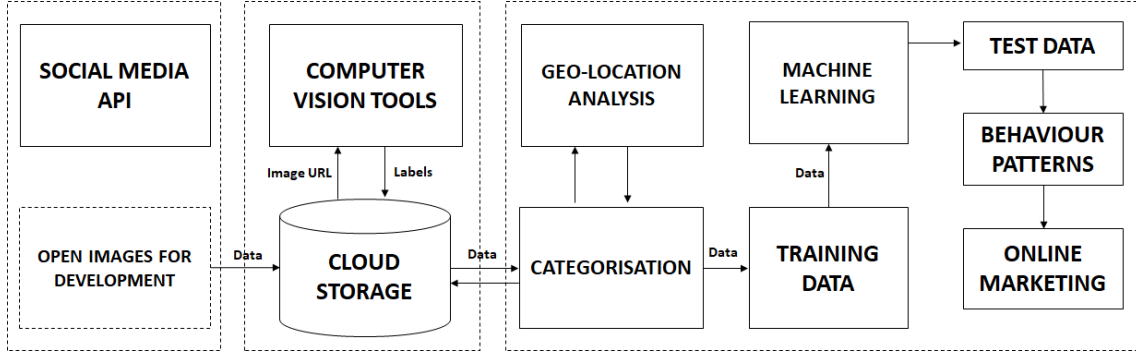 SOCIAL MEDIA
API
OPEN IMAGES FOR
DEVELOPMENT
Data
COMPUTER
VISION TOOLS
Image URL
Labels
CLOUD
STORAGE
Data
GEO-LOCATION
ANALYSIS
CATEGORISATION
Data
MACHINE
LEARNING
Data
TRAINING
DATA
TEST DATA
BEHAVIOUR
PATTERNS
ONLINE
MARKETING